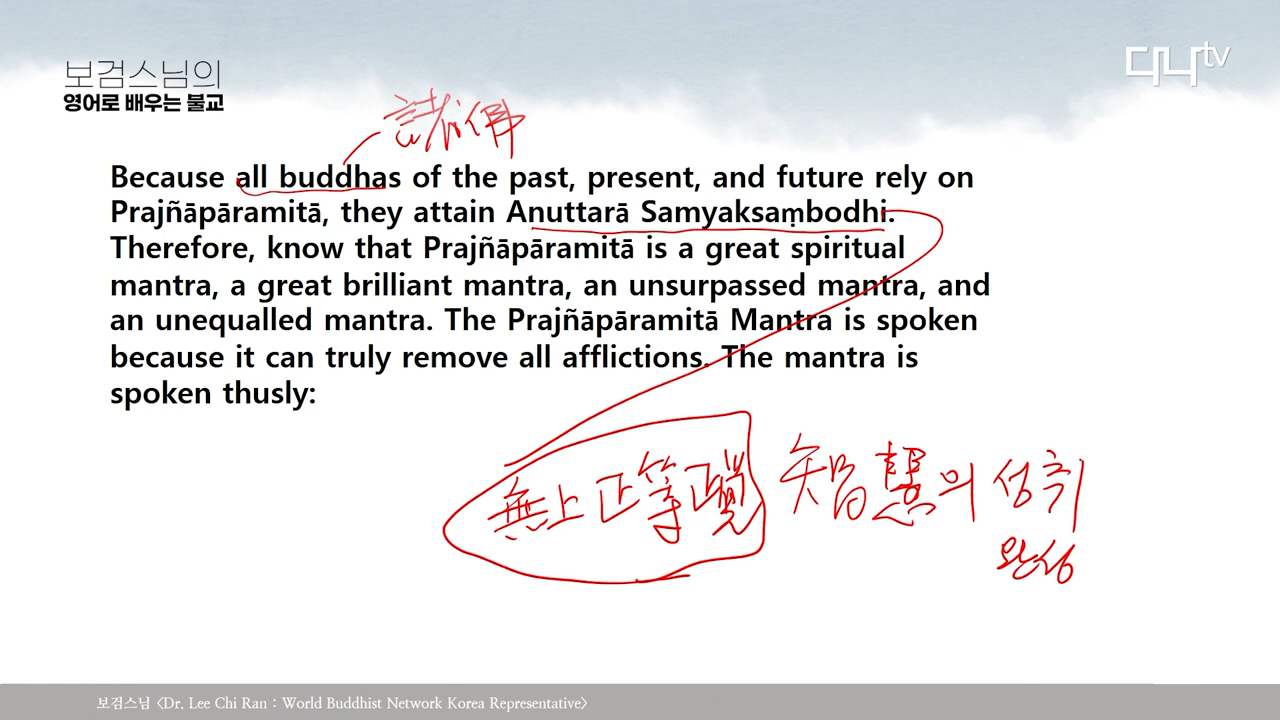 보검스님의
영어로 배우는 불교
디나tv
諸佛
Because all buddhas of the past, present, and future rely on
Prajñāpāramitā, they attain Anuttarā Samyaksaṃbodhi.
Therefore, know that Prajñāpāramitā is a great spiritual
mantra, a great brilliant mantra, an unsurpassed mantra, and
an unequalled mantra. The Prajñāpāramitā Mantra is spoken
because it can truly remove all afflictions. The mantra is
spoken thusly:
無上正等正覺 智慧의 성취
완성
보검스님 <Dr. Lee Chi Ran : World Buddhist Network Korea Representative>